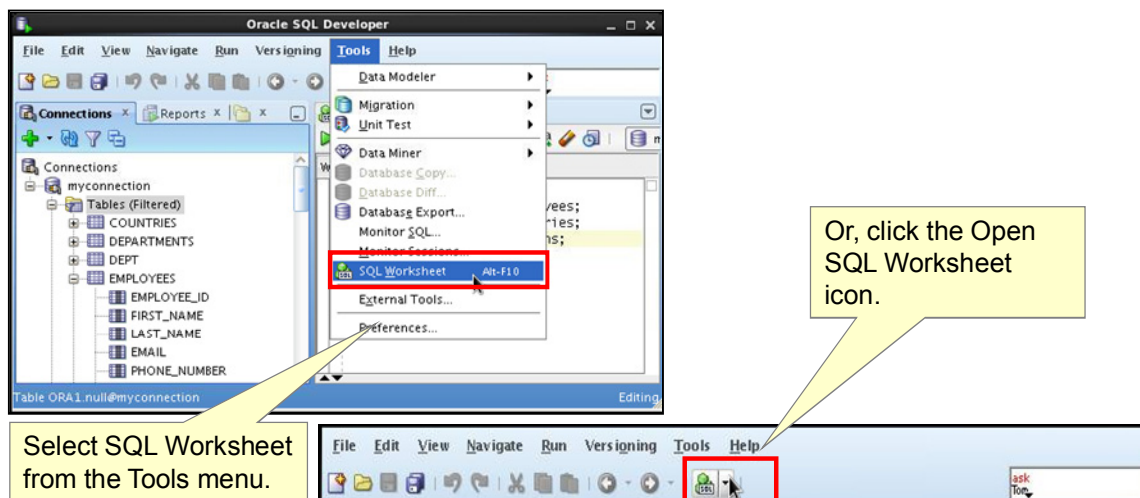 Oracle SQL Developer
File Edit View Navigate Run Versioning Tools Help
Connections Reports
Connections
myconnection
Tables (Filtered)
COUNTRIES
DEPARTMENTS
DEPT
EMPLOYEES
EMPLOYEE_ID
FIRST_NAME
LAST_NAME
EMAIL
PHONE_NUMBER
Data Modeler
Migration
Unit Test
Data Miner
Database Copy...
Database Diff...
Database Export...
Monitor SQL...
Monitor Sessions...
SQL Worksheet Alt-F10
External Tools...
Preferences...
Table ORA1.null@myconnection Editing
Or, click the Open
SQL Worksheet
icon.
Select SQL Worksheet
from the Tools menu.
File Edit View Navigate Run Versioning Tools Help
SQL
ask
Tom